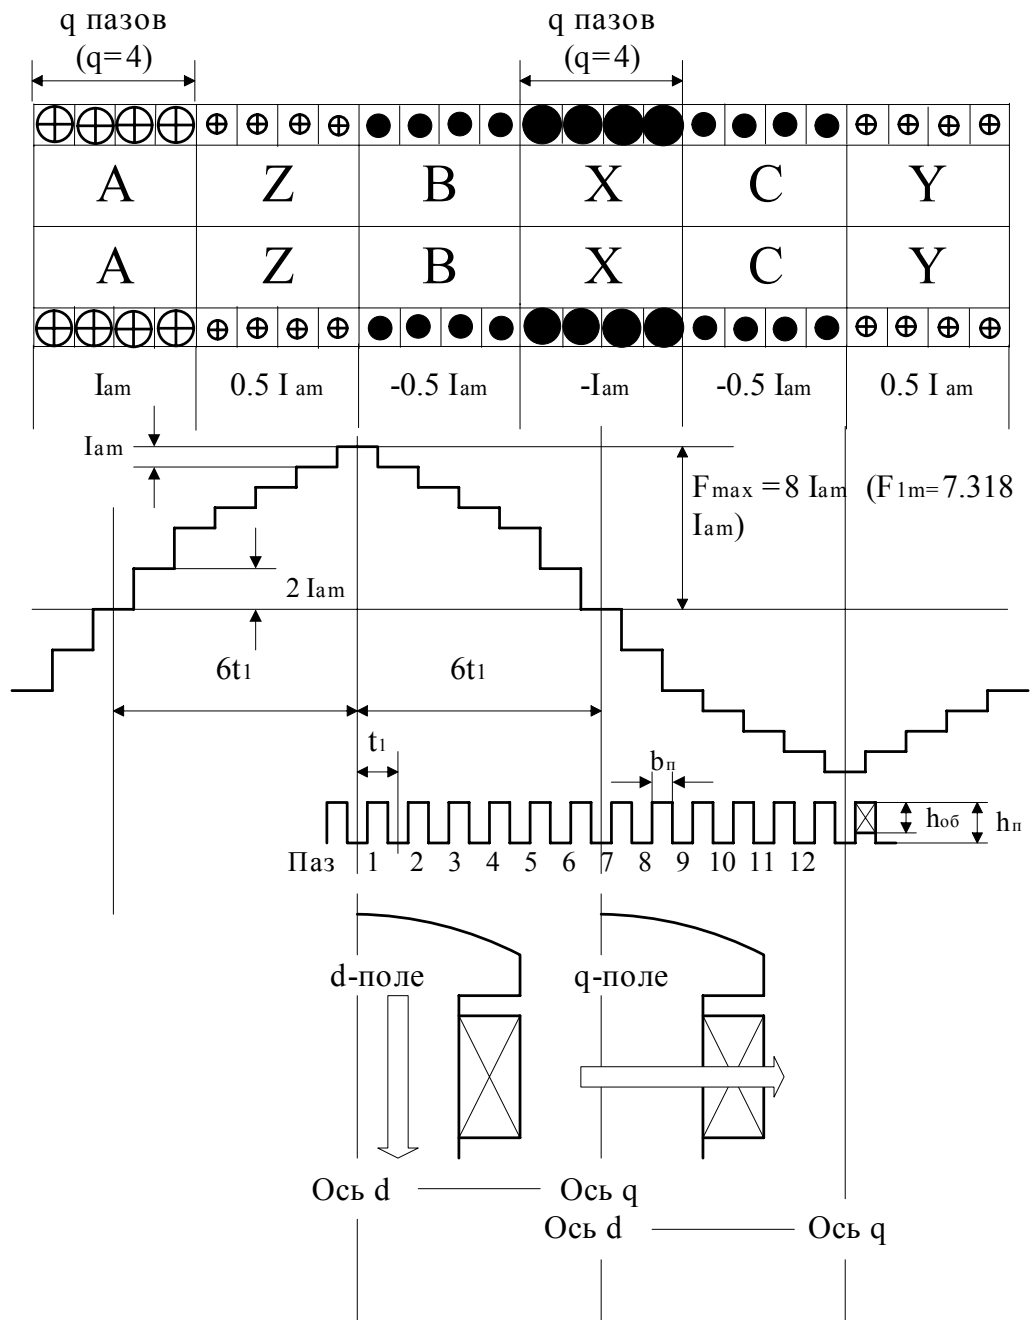 q пазов q пазов
(q=4) (q=4)
A Z B X C Y
A Z B X C Y
Iam 0.5 I am -0.5 Iam -Iam -0.5 Iam 0.5 I am
Iam
Fmax =8 Iam (F1m=7.318
Iam)
2 Iam
6t1 6t1
t1 bп
hоб hп
Паз 1 2 3 4 5 6 7 8 9 10 11 12
d-поле q-поле
Ось d Ось q
Ось d Ось q